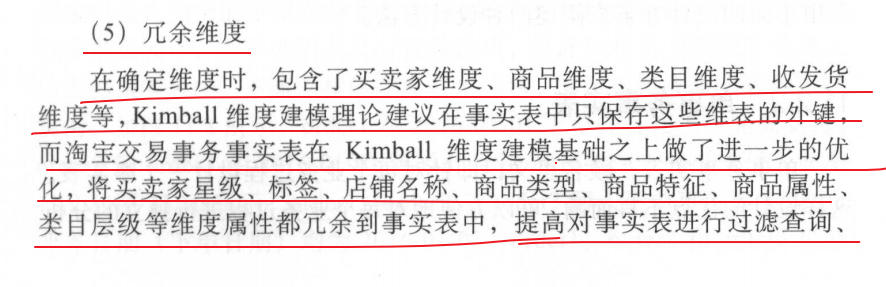 （5）冗余维度
在确定维度时，包含了买卖家维度、商品维度、类目维度、收发货
维度等，Kimball 维度建模理论建议在事实表中只保存这些维表的外键，
而淘宝交易事务事实表在 Kimball 维度建模基础之上做了进一步的优
化，将买卖家星级、标签、店铺名称、商品类型、商品特征、商品属性、
类目层级等维度属性都冗余到事实表中，提高对事实表进行过滤查询、